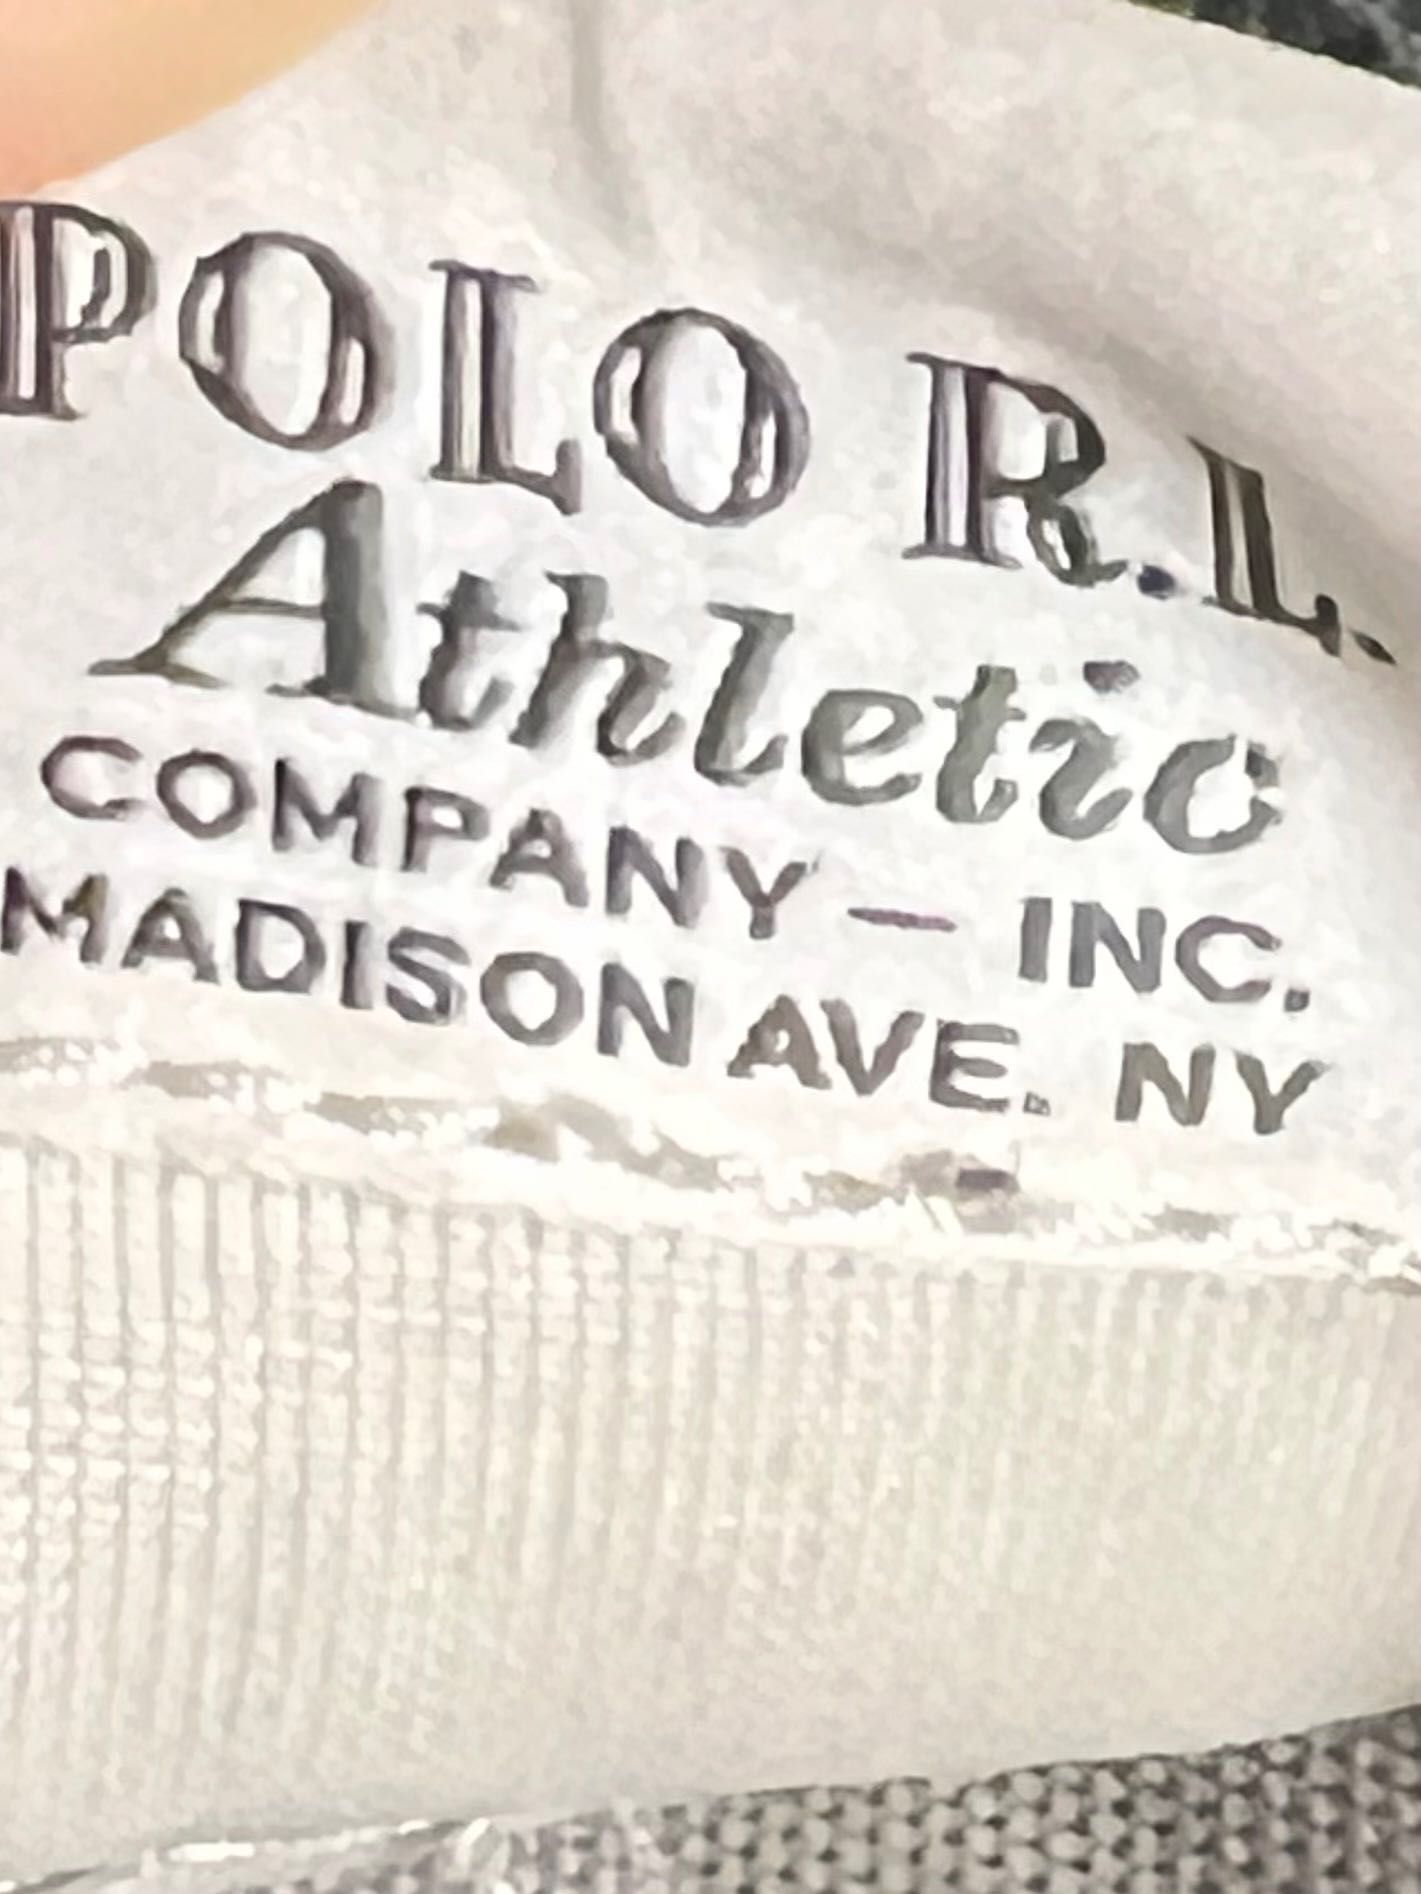 POLO R.L.
Athletic
COMPANY — INC.
MADISON AVE. NY